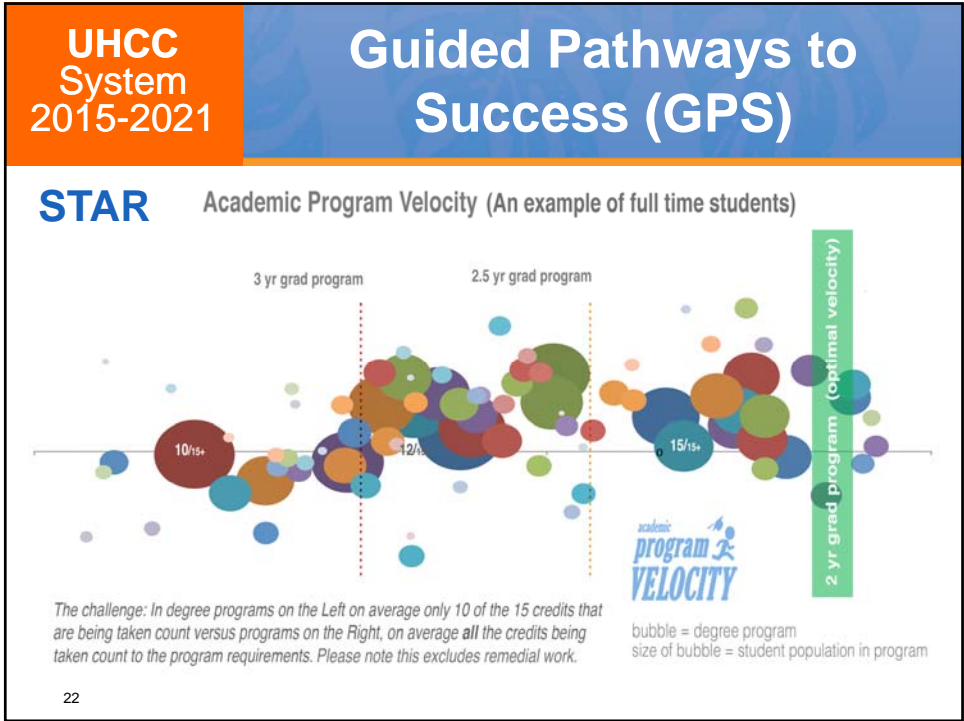 UHCC
System
2015-2021
Guided Pathways to
Success (GPS)
STAR
Academic Program Velocity (An example of full time students)
3 yr grad program
2.5 yr grad program
2 yr grad program (optimal velocity)
10/15+
12/15
0
15/15+
academic
program
VELOCITY
The challenge: In degree programs on the Left on average only 10 of the 15 credits that
are being taken count versus programs on the Right, on average all the credits being
taken count to the program requirements. Please note this excludes remedial work.
bubble = degree program
size of bubble = student population in program
22